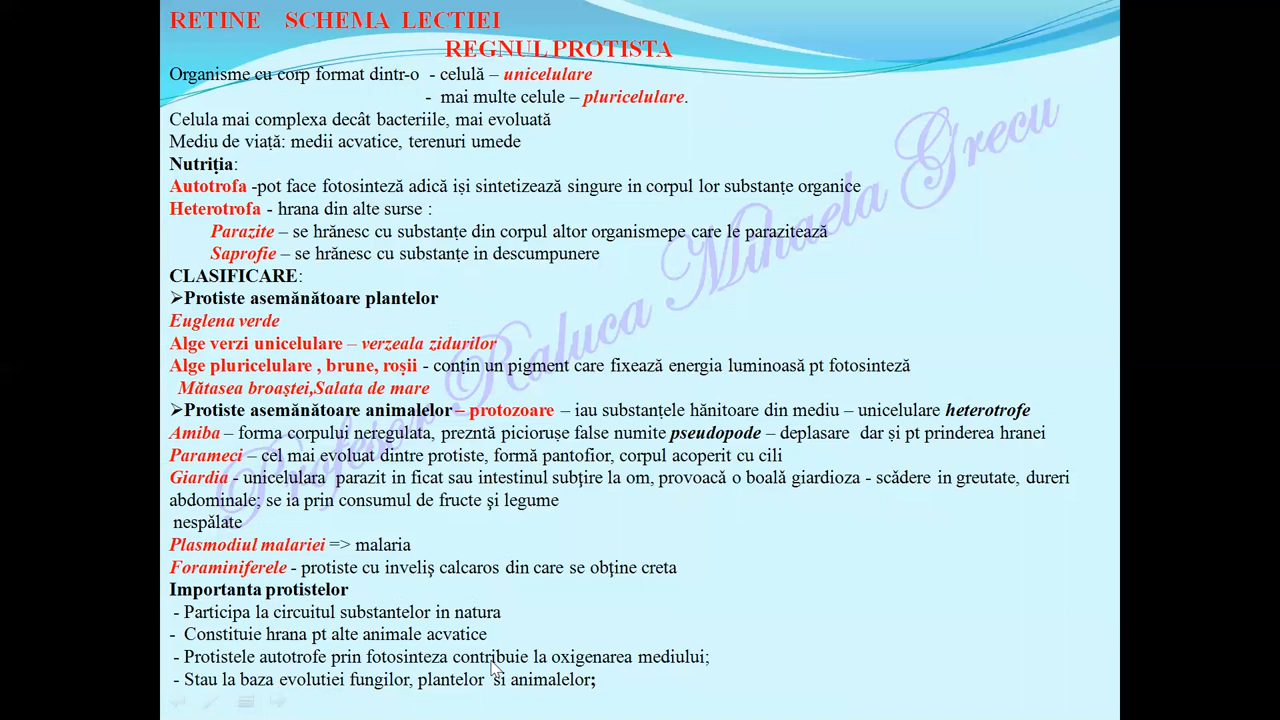 RETINE SCHEMA LECTIEI
REGNUL PROTISTA
Organisme cu corp format dintr-o - celulă – unicelulare
- mai multe celule – pluricelulare.
Celula mai complexa decât bacteriile, mai evoluată
Mediu de viață: medii acvatice, terenuri umede
Nutriția:
Autotrofa -pot face fotosinteză adică iși sintetizează singure in corpul lor substanțe organice
Heterotrofa - hrana din alte surse :
Parazite – se hrănesc cu substanțe din corpul altor organismepe care le parazitează
Saprofie – se hrănesc cu substanțe in descumpunere
CLASIFICARE:
➢Protiste asemănătoare plantelor
Euglena verde
Alge verzi unicelulare – verzeala zidurilor
Alge pluricelulare , brune, roșii - conțin un pigment care fixează energia luminoasă pt fotosinteză
Mătasea broaștei,Salata de mare
➢Protiste asemănătoare animalelor – protozoare – iau substanțele hănitoare din mediu – unicelulare heterotrofe
Amiba – forma corpului neregulata, prezntă piciorușe false numite pseudopode – deplasare dar și pt prinderea hranei
Parameci – cel mai evoluat dintre protiste, formă pantofior, corpul acoperit cu cili
Giardia - unicelulara parazit in ficat sau intestinul subțire la om, provoacă o boală giardioza - scădere in greutate, dureri
abdominale; se ia prin consumul de fructe şi legume
nespălate
Plasmodiul malariei => malaria
Foraminiferele - protiste cu inveliş calcaros din care se obține creta
Importanta protistelor
- Participa la circuitul substantelor in natura
- Constituie hrana pt alte animale acvatice
- Protistele autotrofe prin fotosinteza contribuie la oxigenarea mediului;
- Stau la baza evolutiei fungilor, plantelor si animalelor;
Profesor Raluca Mihaela Grecu